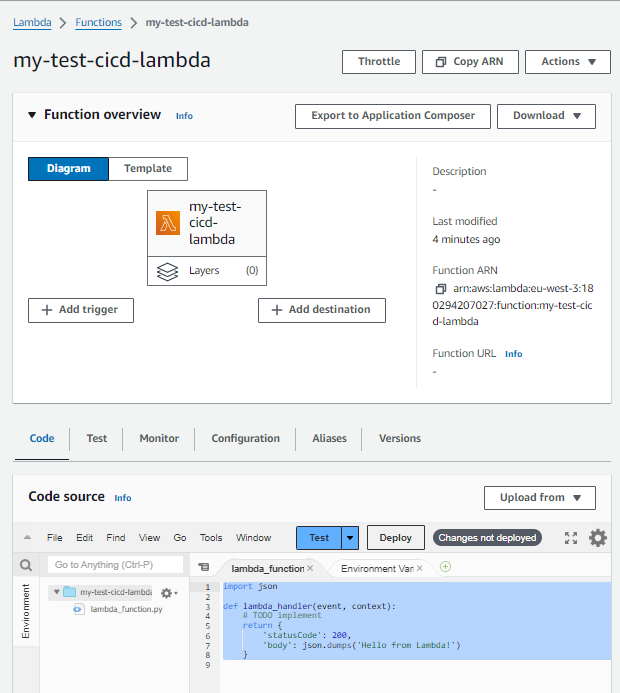 Lambda > Functions > my-test-cicd-lambda
my-test-cicd-lambda
Throttle
Copy ARN
Actions
Function overview
Info
Export to Application Composer
Download
Diagram
Template
my-test-
cicd-
lambda
Layers
(0)
+ Add trigger
+ Add destination
Description
-
Last modified
4 minutes ago
Function ARN
arn:aws:lambda:eu-west-3:18
0294207027:function:my-test-cic
d-lambda
Function URL Info
-
Code
Test
Monitor
Configuration
Aliases
Versions
Code source
Info
Upload from
File Edit Find View Go Tools Window
Test
Deploy
Changes not deployed
Go to Anything (Ctrl-P)
lambda_function ×
Environment Vari ×
Environment
my-test-cicd-lambda
lambda_function.py
1 import json
2
3 def lambda_handler(event, context):
4     # TODO implement
5     return {
6         'statusCode': 200,
7         'body': json.dumps('Hello from Lambda!')
8     }
9